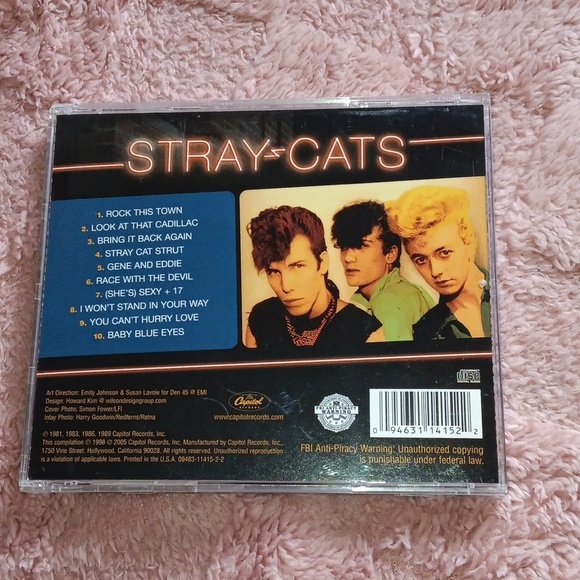 STRAY CATS
1. ROCK THIS TOWN
2. LOOK AT THAT CADILLAC
3. BRING IT BACK AGAIN
4. STRAY CAT STRUT
5. GENE AND EDDIE
6. RACE WITH THE DEVIL
7. (SHE'S) SEXY + 17
8. I WON'T STAND IN YOUR WAY
9. YOU CAN'T HURRY LOVE
10. BABY BLUE EYES
Art Direction: Emily Johnson & Susan Lavoie for Den 45 @ EMI
Design: Howard Kim @ wilsondesigngroup.com
Cover Photo: Simon Fowler/LFI
Inlay Photo: Harry Goodwin/Redferns/Retna
Capitol
RECORDS
www.capitolrecords.com
FBI ANTI-PIRACY
WARNING
0 94631 14152 2
℗ 1981, 1983, 1986, 1989 Capitol Records, Inc.
This compilation ℗ 1998 © 2005 Capitol Records, Inc. Manufactured by Capitol Records, Inc.,
1750 Vine Street, Hollywood, California 90028. All Rights Reserved. Unauthorized reproduction
is a violation of applicable laws. Printed in the U.S.A. 09463-11415-2-2
FBI Anti-Piracy Warning: Unauthorized copying
is punishable under federal law.